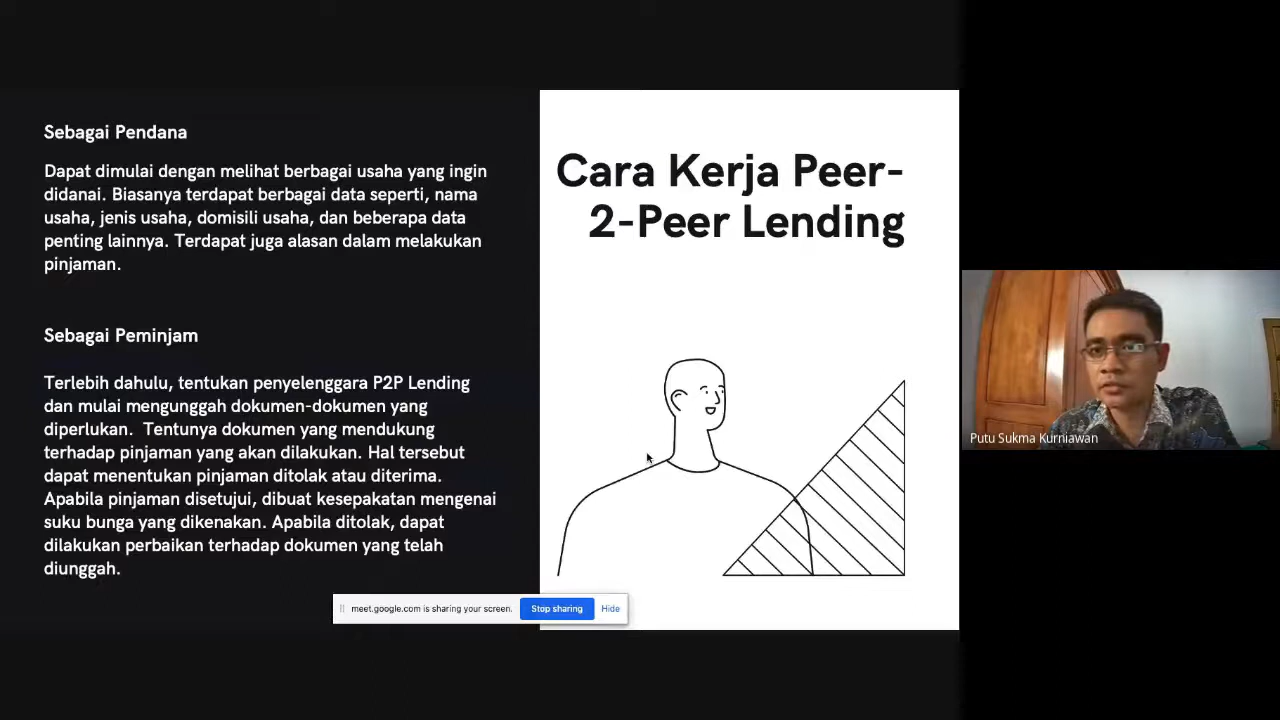 Sebagai Pendana
Dapat dimulai dengan melihat berbagai usaha yang ingin
didanai. Biasanya terdapat berbagai data seperti, nama
usaha, jenis usaha, domisili usaha, dan beberapa data
penting lainnya. Terdapat juga alasan dalam melakukan
pinjaman.
Sebagai Peminjam
Terlebih dahulu, tentukan penyelenggara P2P Lending
dan mulai mengunggah dokumen-dokumen yang
diperlukan. Tentunya dokumen yang mendukung
terhadap pinjaman yang akan dilakukan. Hal tersebut
dapat menentukan pinjaman ditolak atau diterima.
Apabila pinjaman disetujui, dibuat kesepakatan mengenai
suku bunga yang dikenakan. Apabila ditolak, dapat
dilakukan perbaikan terhadap dokumen yang telah
diunggah.
Cara Kerja Peer-
2-Peer Lending
Putu Sukma Kurniawan
meet.google.com is sharing your screen. Stop sharing Hide